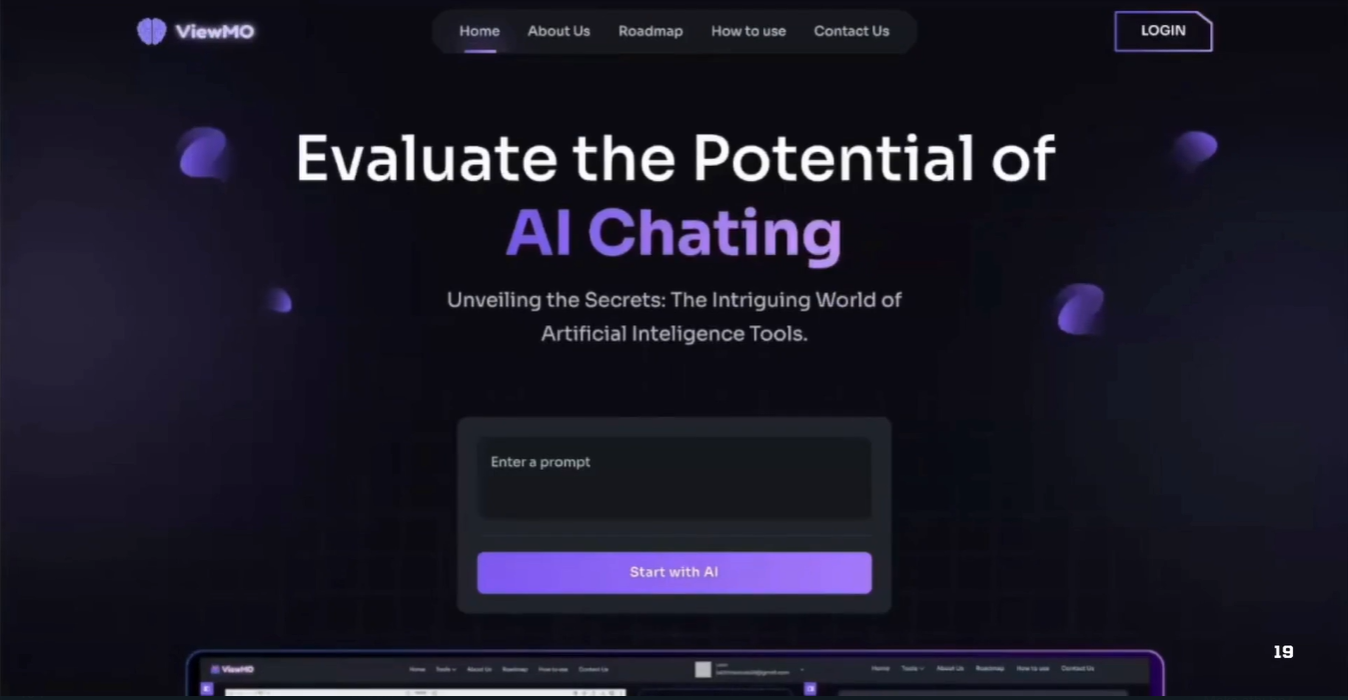 ViewMO
Home About Us Roadmap How to use Contact Us
LOGIN
Evaluate the Potential of
AI Chating
Unveiling the Secrets: The Intriguing World of
Artificial Inteligence Tools.
Enter a prompt
Start with AI
19
ViewMO Home Tools About Us Roadmap How to use Contact Us
Home Tools About Us Roadmap How to use Contact Us